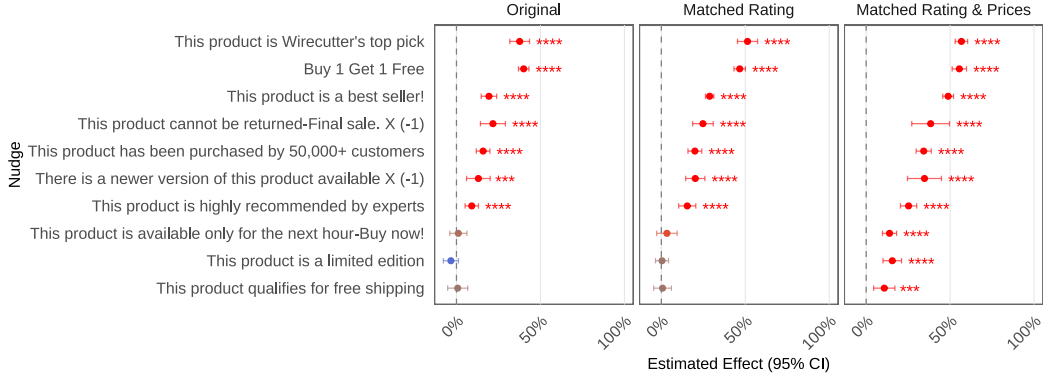 Original Matched Rating Matched Rating & Prices
Nudge
This product is Wirecutter's top pick **** **** ****
Buy 1 Get 1 Free **** **** ****
This product is a best seller! **** **** ****
This product cannot be returned-Final sale. X (-1) **** **** ****
This product has been purchased by 50,000+ customers **** **** ****
There is a newer version of this product available X (-1) *** **** ****
This product is highly recommended by experts **** **** ****
This product is available only for the next hour-Buy now! ****
This product is a limited edition ****
This product qualifies for free shipping ***
0% 50% 100% 0% 50% 100% 0% 50% 100%
Estimated Effect (95% CI)